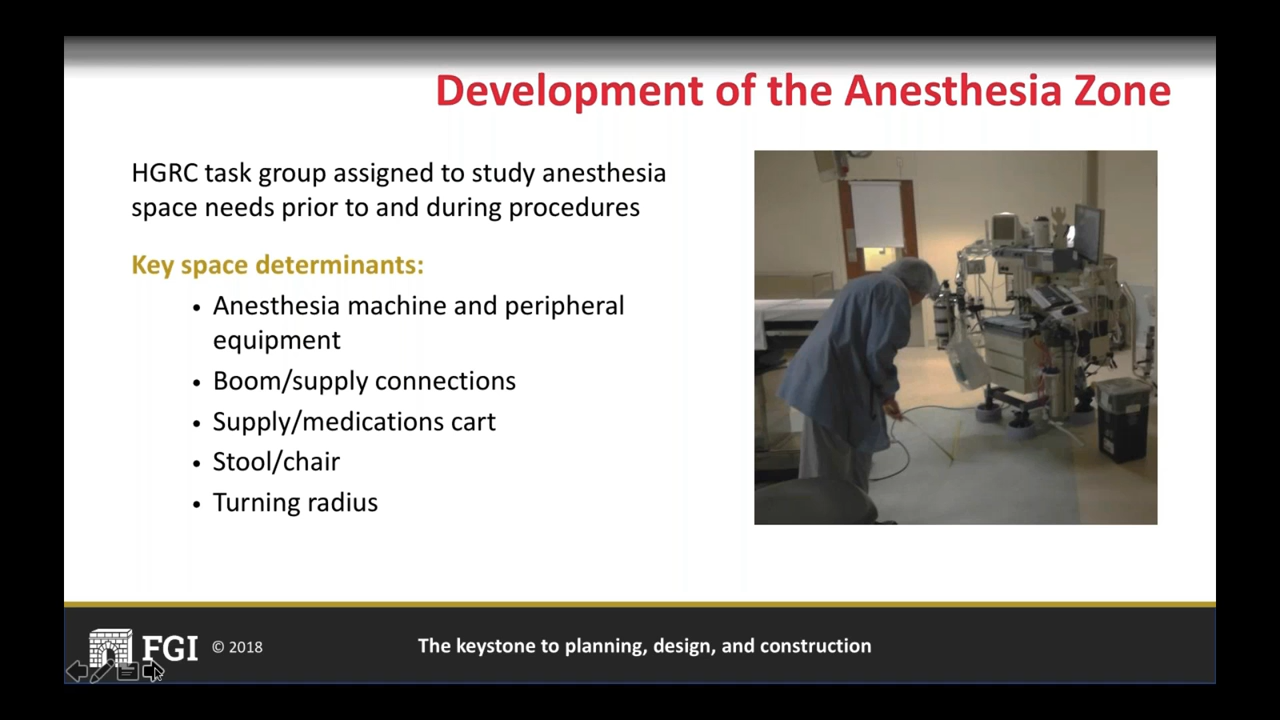 Development of the Anesthesia Zone
HGRC task group assigned to study anesthesia
space needs prior to and during procedures
Key space determinants:
• Anesthesia machine and peripheral
equipment
• Boom/supply connections
• Supply/medications cart
• Stool/chair
• Turning radius
FGI © 2018
The keystone to planning, design, and construction